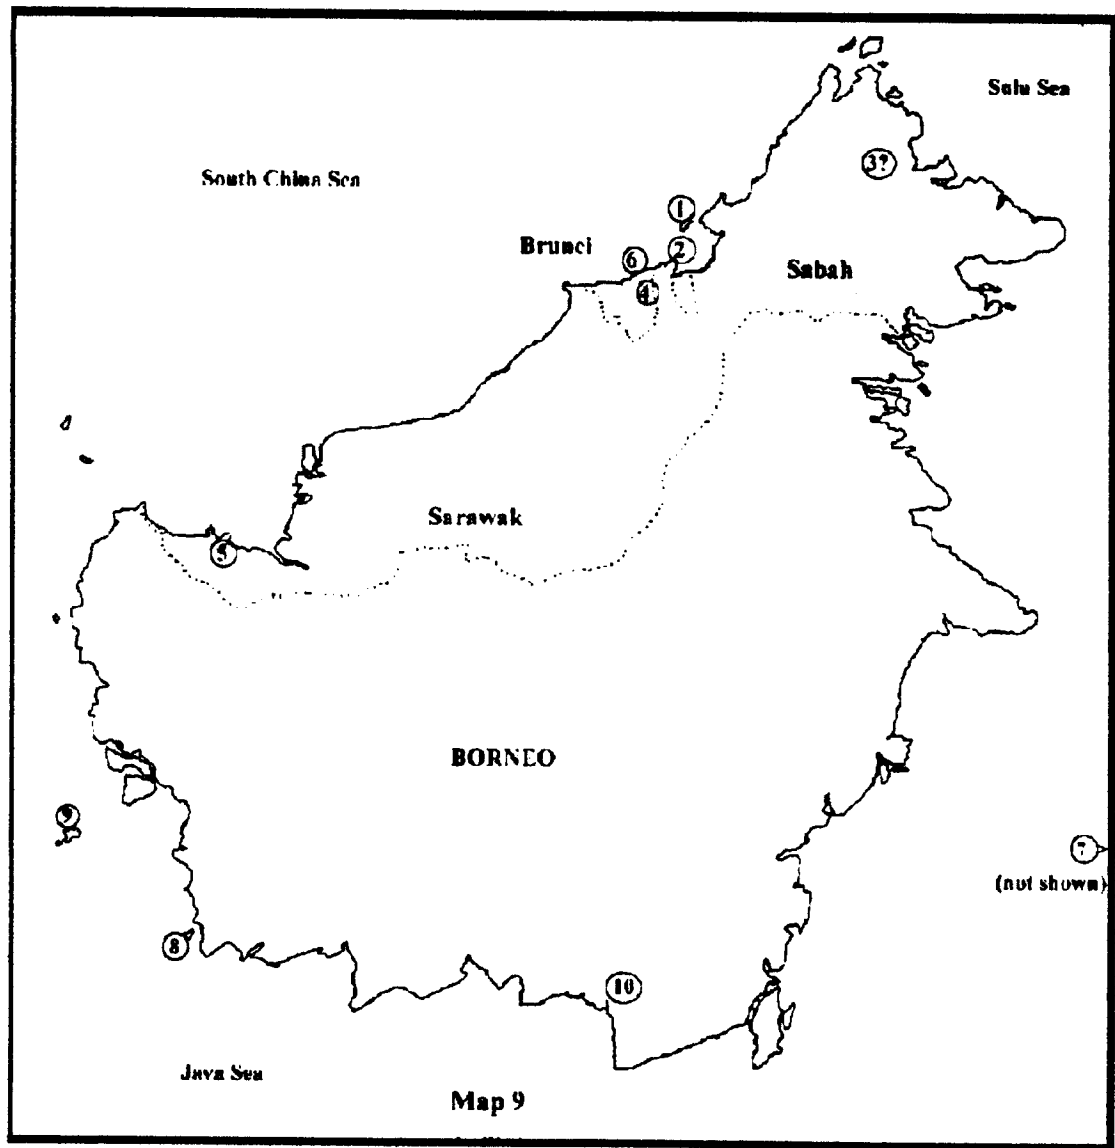 Sulu Sea
3?
South China Sea
1
Brunei
6
2
4
Sabah
Sarawak
5
BORNEO
9
7
(not shown)
8
10
Java Sea
Map 9